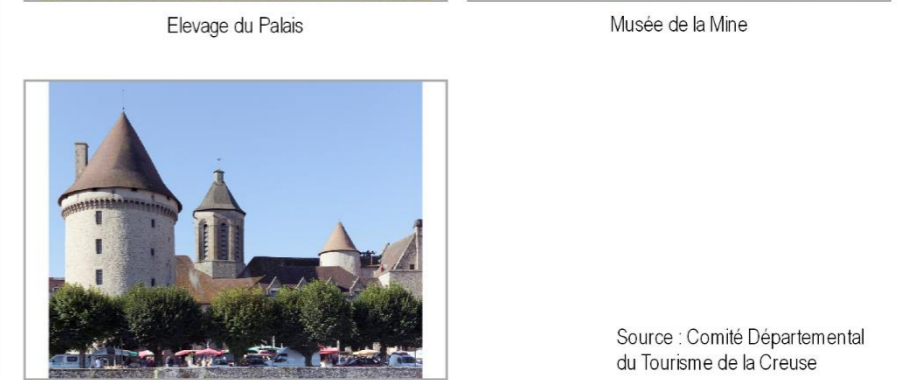 Elevage du Palais
Musée de la Mine
Source : Comité Départemental
du Tourisme de la Creuse